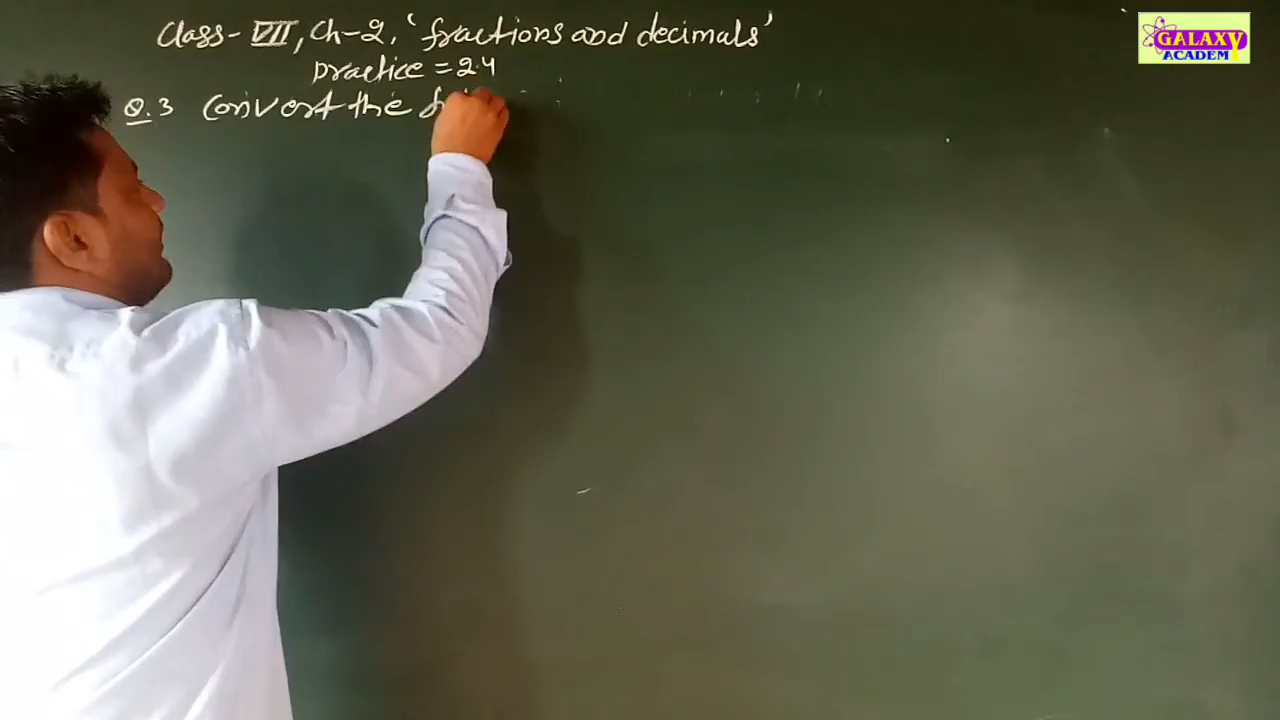 Class-VII, Ch-2, 'fractions and decimals'
practice = 2.4
Q.3 Convert the
GALAXY
ACADEM